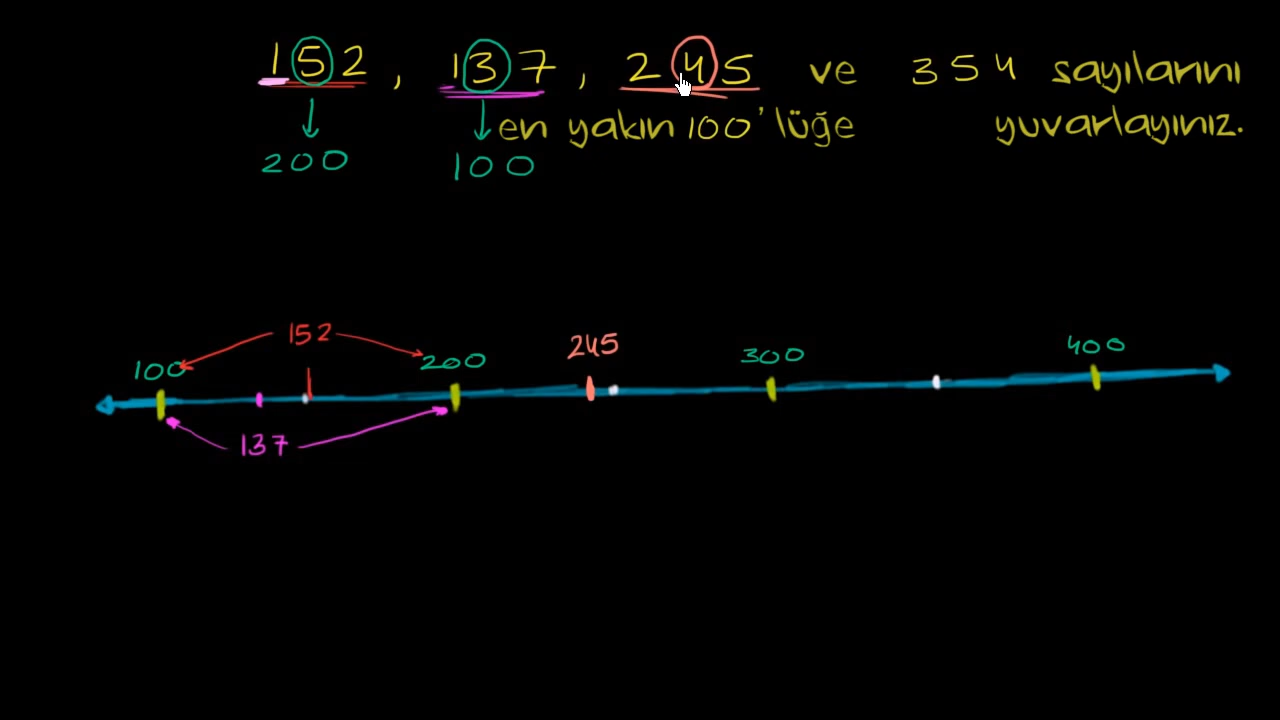 152, 137, 245 ve 354 sayılarını
en yakın 100'lüğe yuvarlayınız.
200 100
152 245
100 200 300 400
137